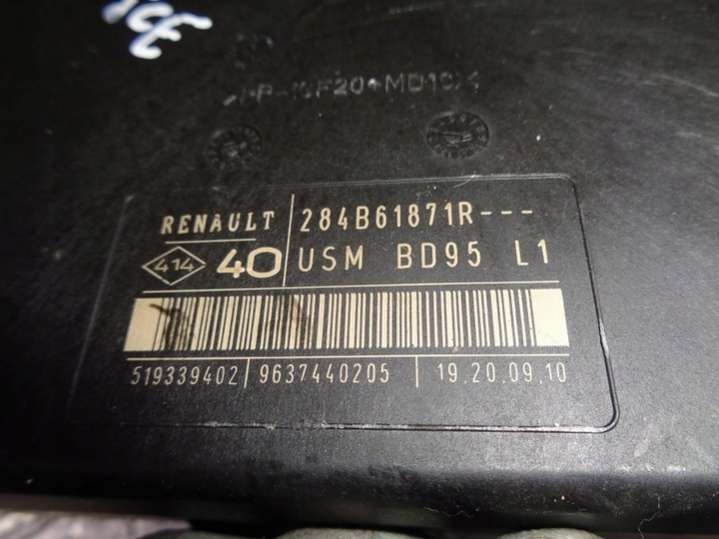 RENAULT 284B61871R---
414 40 USM BD95 L1
519339402 9637440205 19.20.09.10